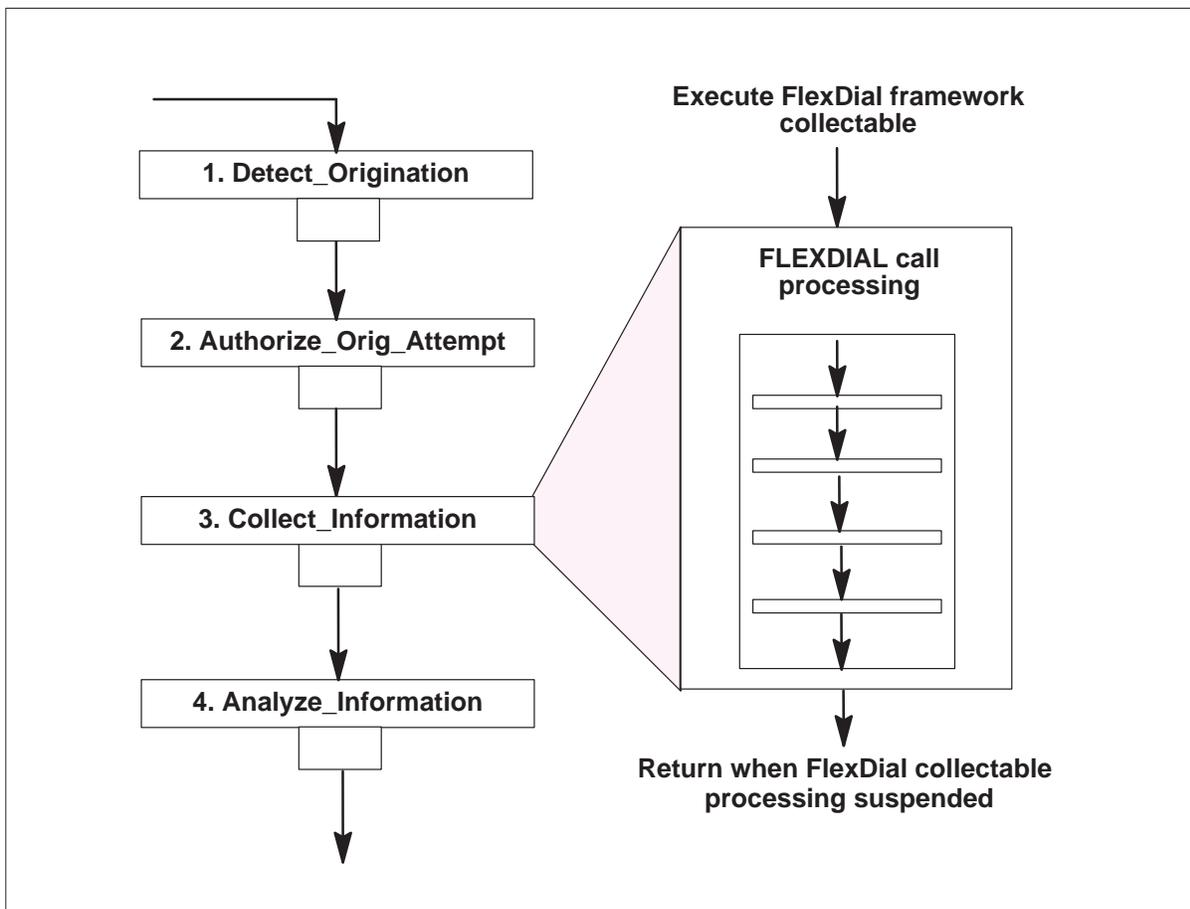 1. Detect_Origination
2. Authorize_Orig_Attempt
3. Collect_Information
4. Analyze_Information
Execute FlexDial framework
collectable
FLEXDIAL call
processing
Return when FlexDial collectable
processing suspended